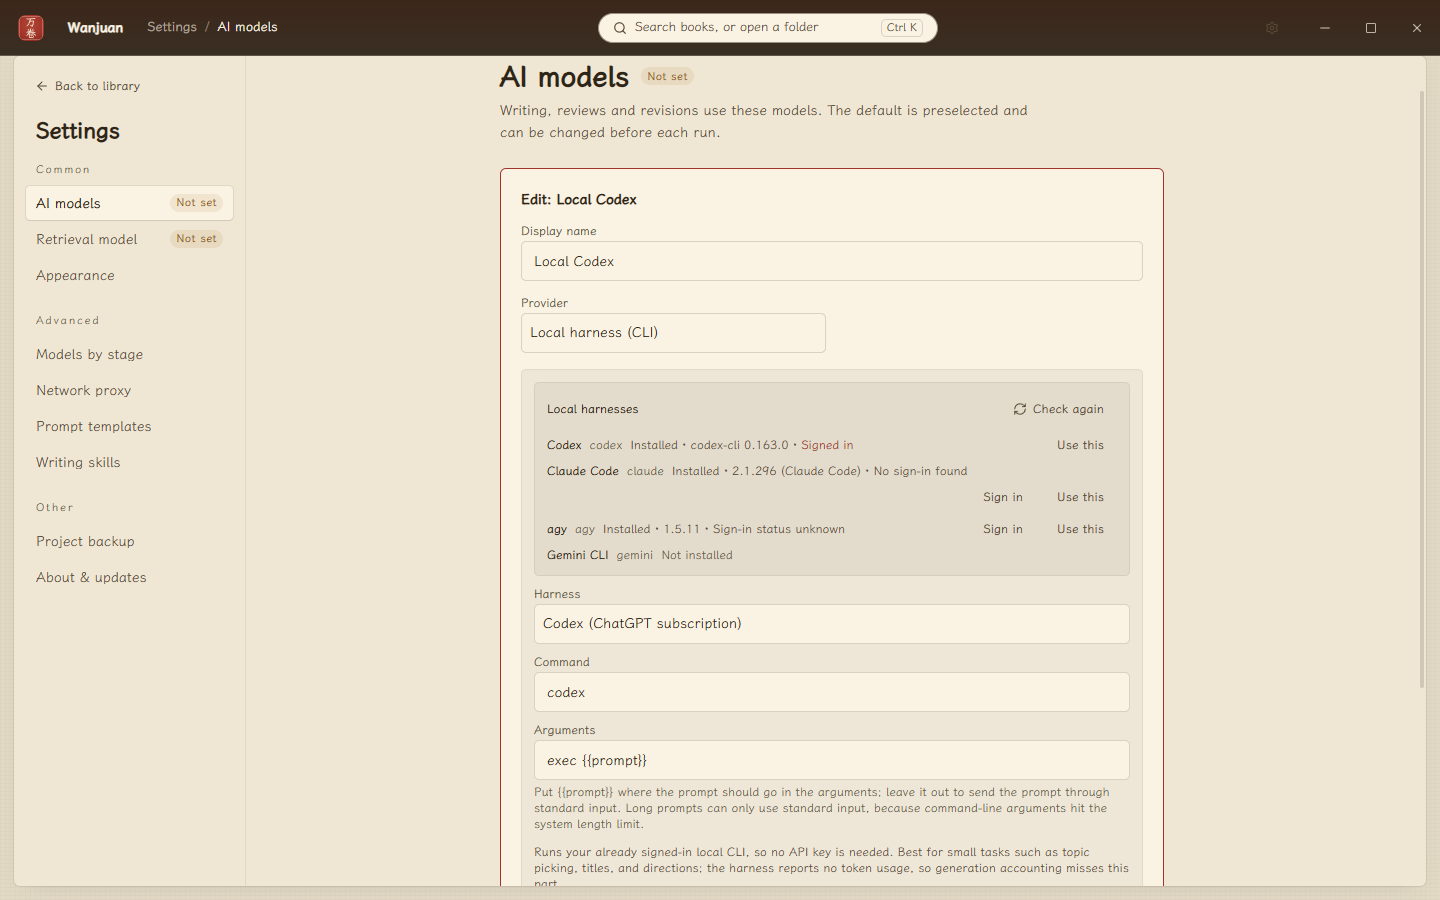 万卷
Wanjuan
Settings / AI models
Search books, or open a folder
Ctrl K
Back to library
Settings
Common
AI models
Not set
Retrieval model
Not set
Appearance
Advanced
Models by stage
Network proxy
Prompt templates
Writing skills
Other
Project backup
About & updates
AI models
Not set
Writing, reviews and revisions use these models. The default is preselected and
can be changed before each run.
Edit: Local Codex
Display name
Local Codex
Provider
Local harness (CLI)
Local harnesses
Check again
Codex codex Installed · codex-cli 0.163.0 · Signed in
Use this
Claude Code claude Installed · 2.1.296 (Claude Code) · No sign-in found
Sign in
Use this
agy agy Installed · 1.5.11 · Sign-in status unknown
Sign in
Use this
Gemini CLI gemini Not installed
Harness
Codex (ChatGPT subscription)
Command
codex
Arguments
exec {{prompt}}
Put {{prompt}} where the prompt should go in the arguments; leave it out to send the prompt through
standard input. Long prompts can only use standard input, because command-line arguments hit the
system length limit.
Runs your already signed-in local CLI, so no API key is needed. Best for small tasks such as topic
picking, titles, and directions; the harness reports no token usage, so generation accounting misses this
part.